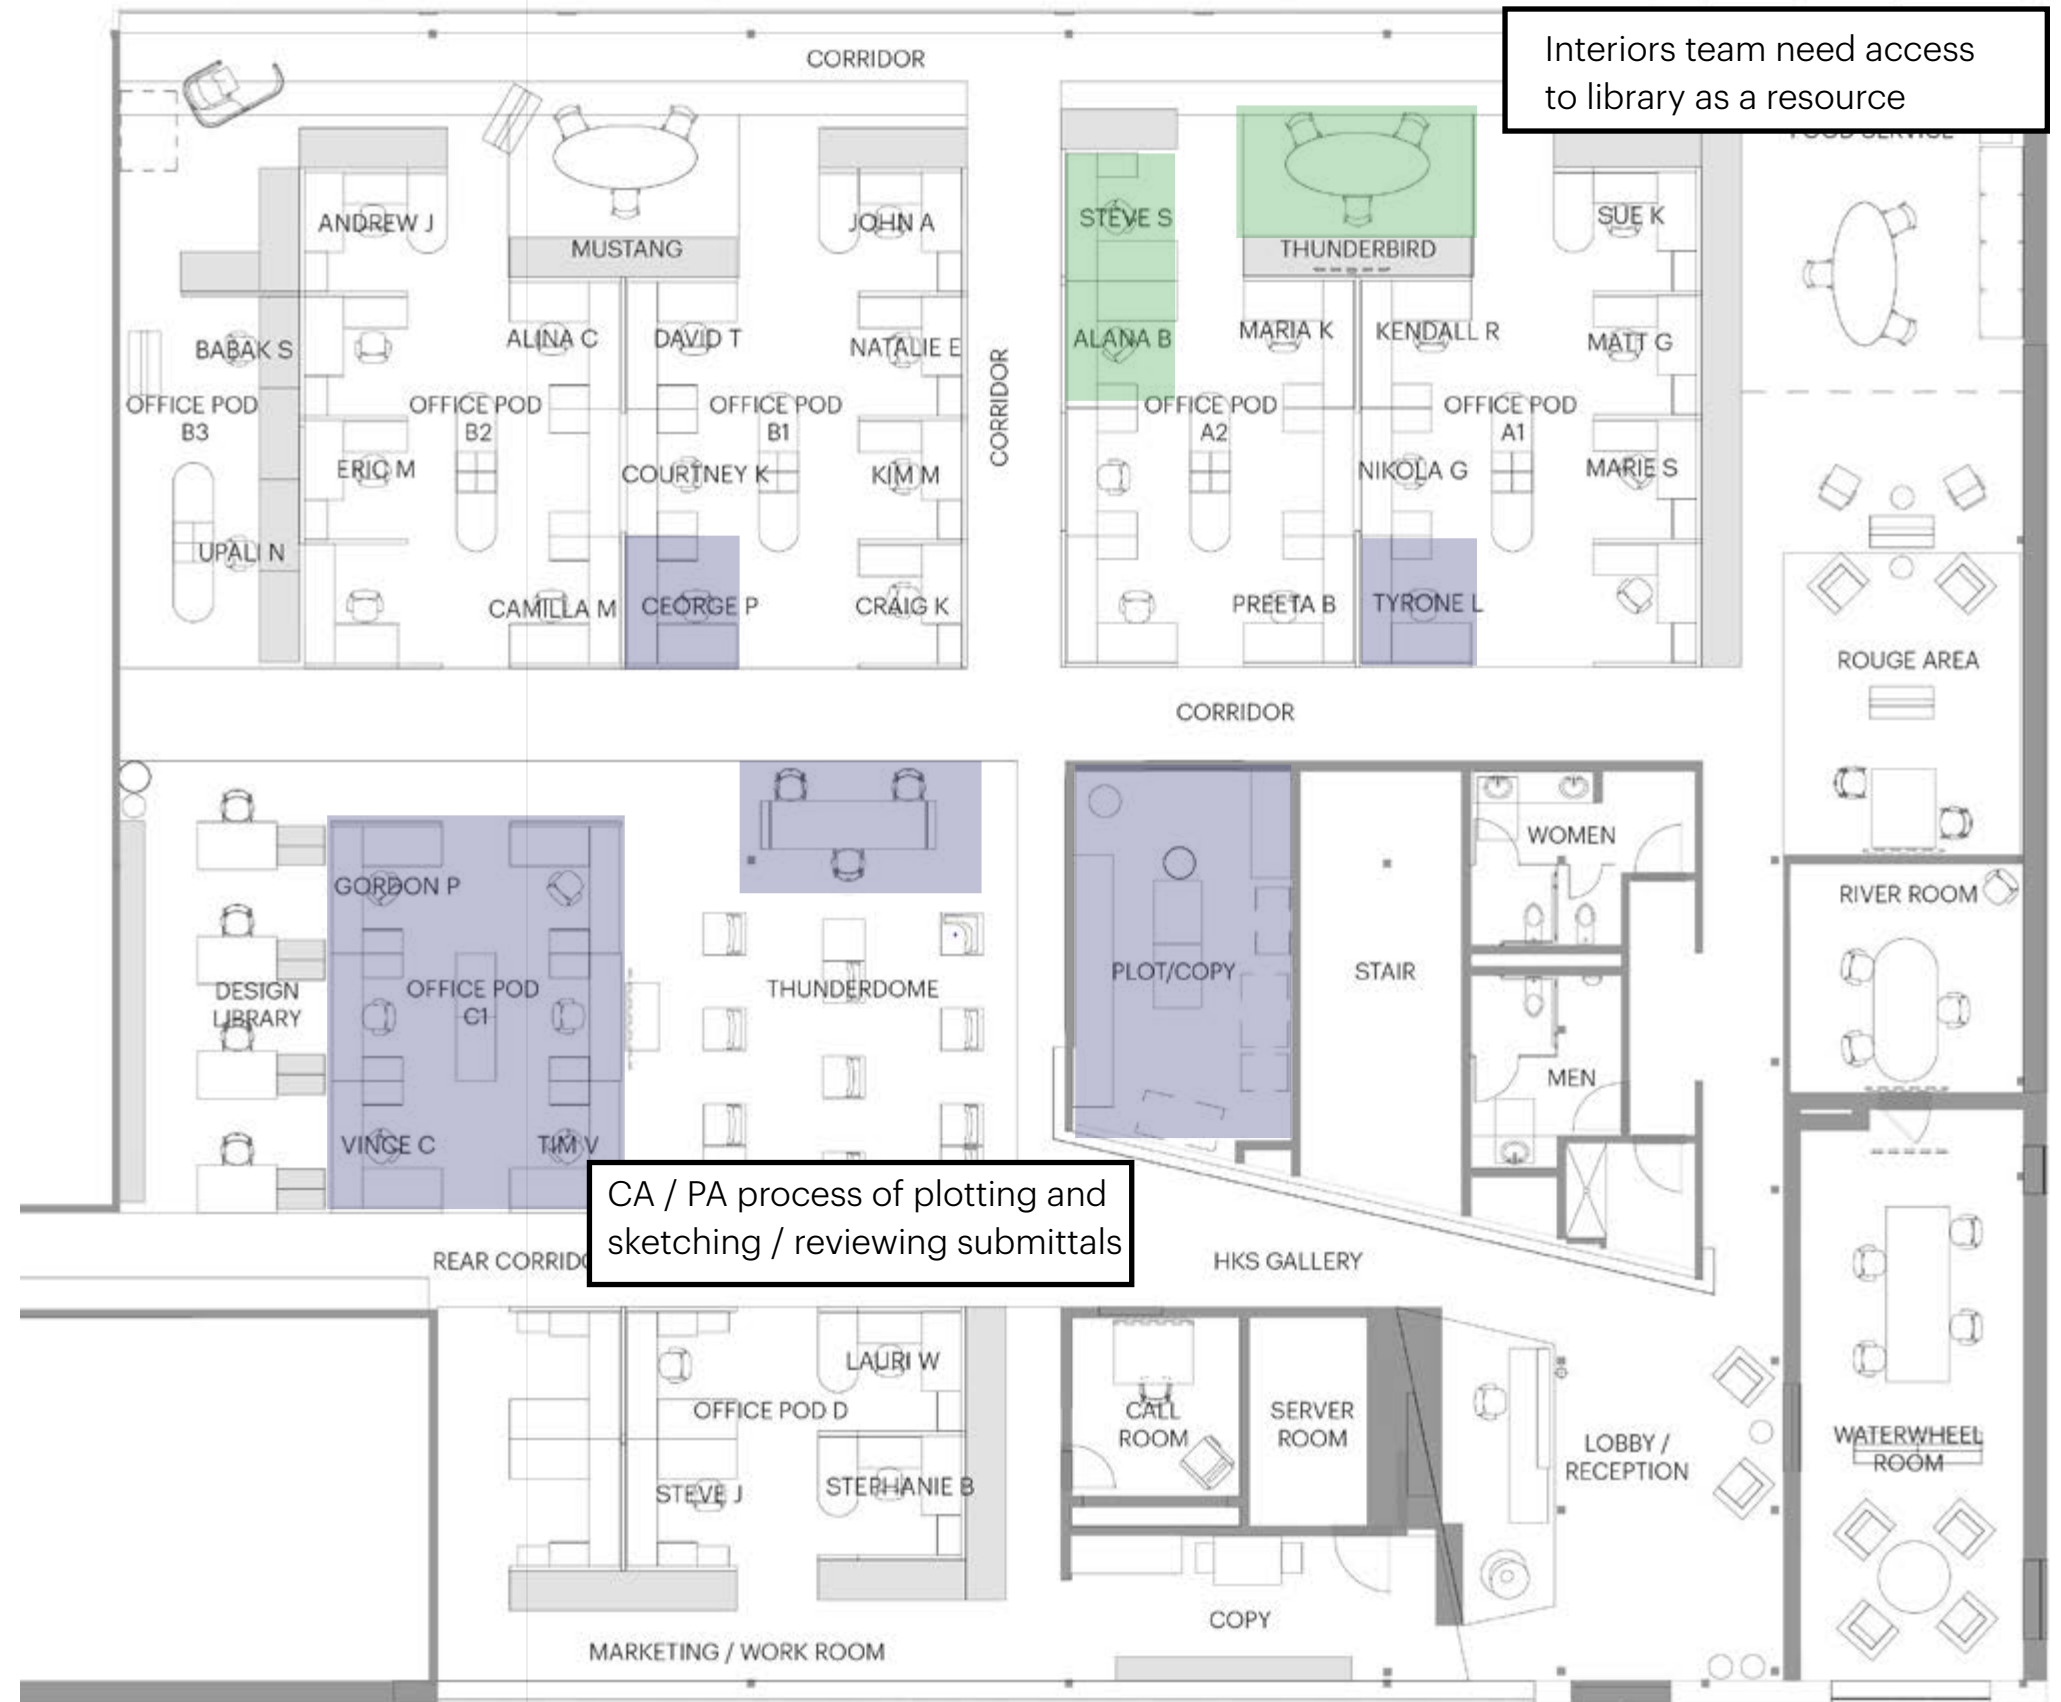 CORRIDOR
Interiors team need access
to library as a resource
ANDREW J
JOHN A
MUSTANG
STEVE S
THUNDERBIRD
SUE K
BABAK S
ALINA C
DAVID T
NATALIE E
ALANA B
MARIA K
KENDALL R
MATT G
CORRIDOR
OFFICE POD
B3
OFFICE POD
B2
OFFICE POD
B1
OFFICE POD
A2
OFFICE POD
A1
ERIC M
COURTNEY K
KIM M
NIKOLA G
MARIE S
UPALI N
CAMILLA M
CEORGE P
CRAIG K
PREETA B
TYRONE L
ROUGE AREA
CORRIDOR
WOMEN
GORDON P
RIVER ROOM
DESIGN
LIBRARY
OFFICE POD
C1
THUNDERDOME
PLOT/COPY
STAIR
MEN
VINCE C
TIM V
CA / PA process of plotting and
sketching / reviewing submittals
REAR
HKS GALLERY
LAURI W
OFFICE POD D
CALL
ROOM
SERVER
ROOM
LOBBY /
RECEPTION
WATERWHEEL
ROOM
STEVE J
STEPHANIE B
COPY
MARKETING / WORK ROOM